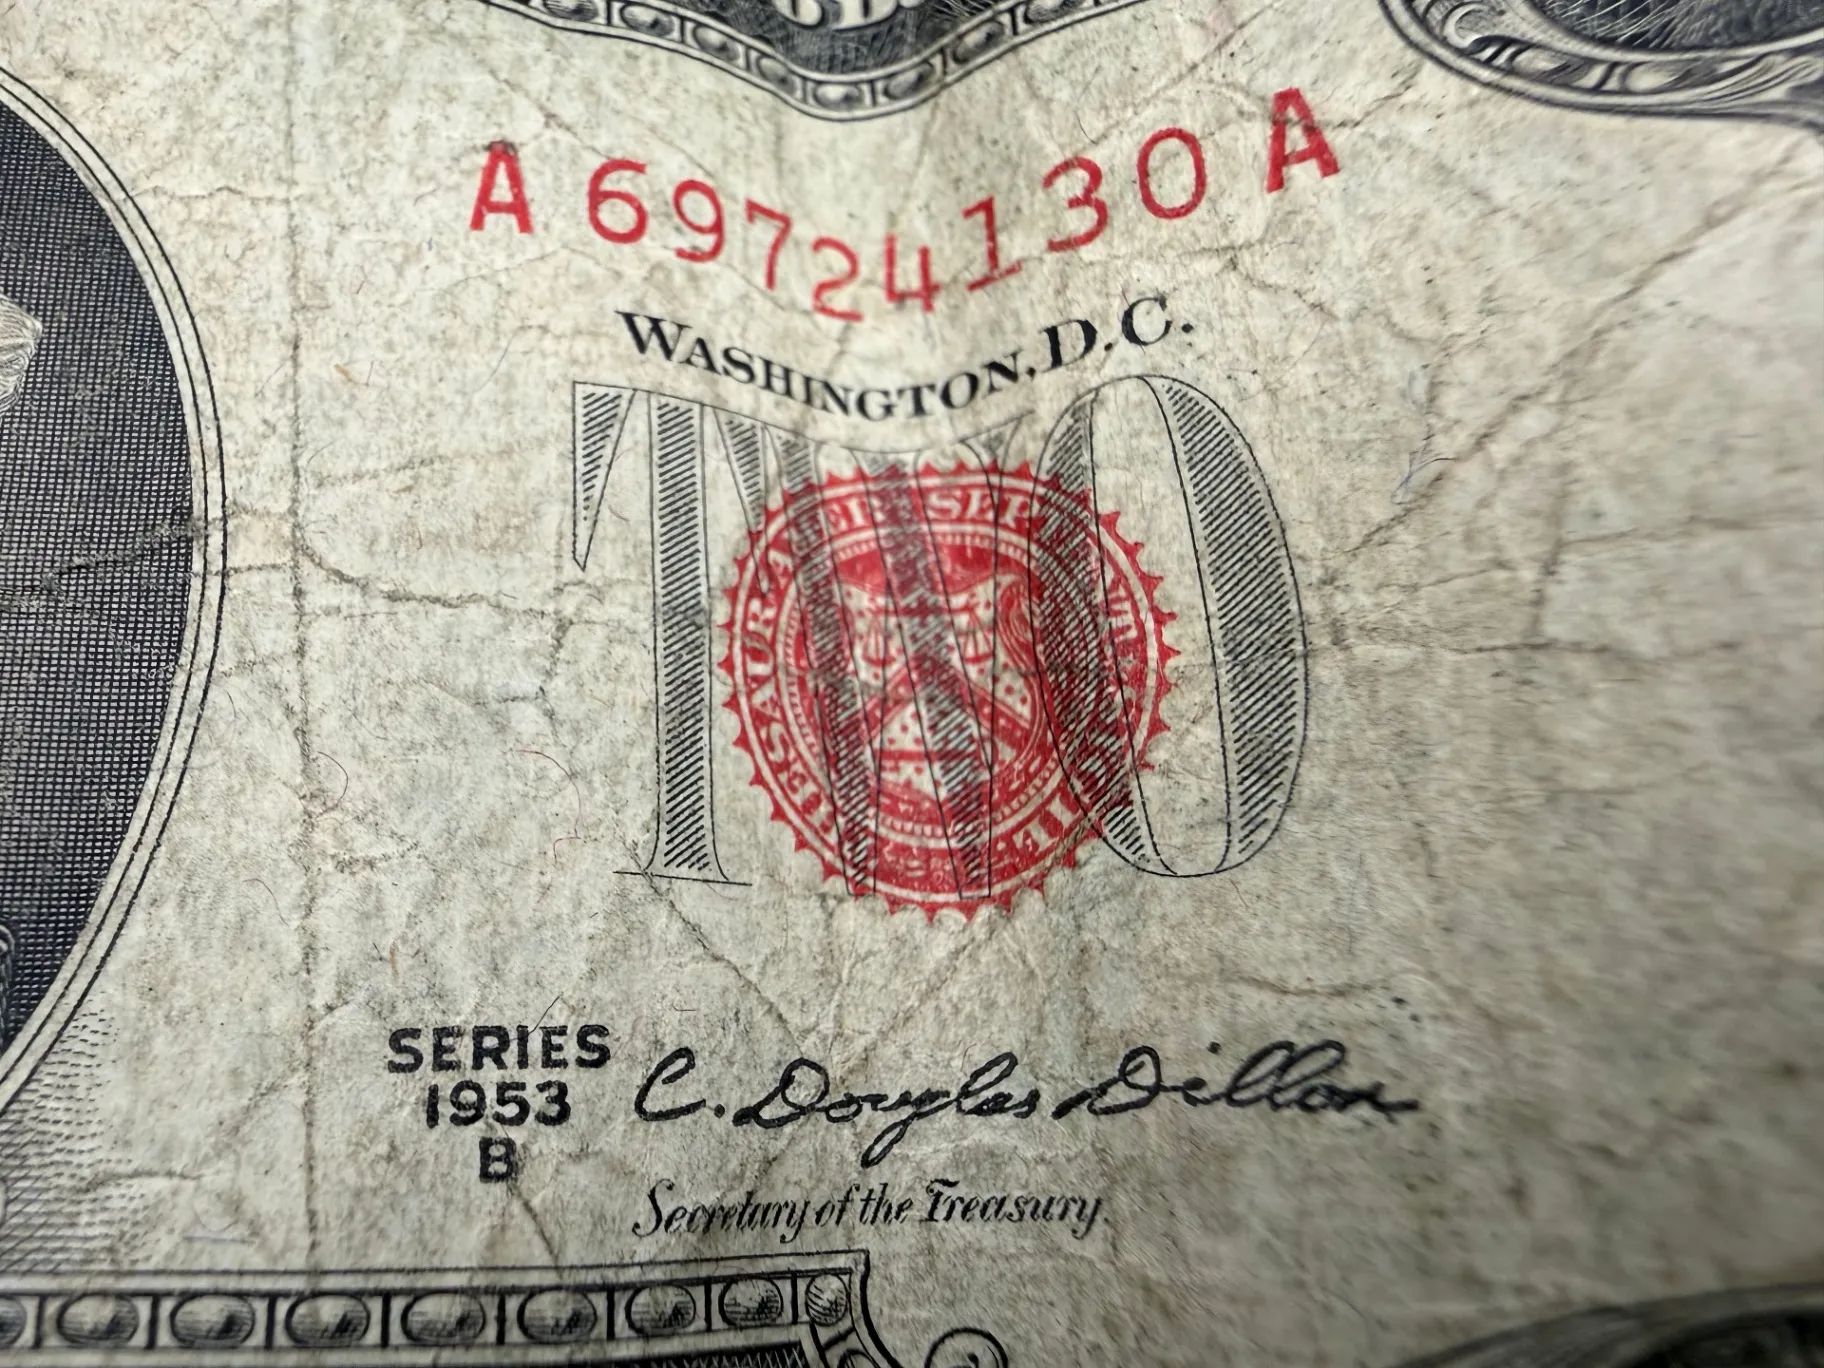 A 69724130 A
WASHINGTON, D.C.
TWO
SERIES
1953
B
C. Douglas Dillon
Secretary of the Treasury.